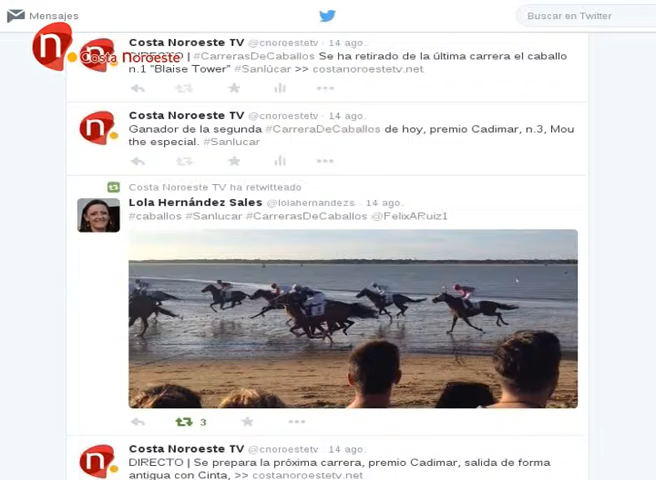 Mensajes
Buscar en Twitter
n
Costa Noroeste
Costa Noroeste TV @cnoroestetv · 14 ago.
DIRECTO | #CarreraDeCaballos Se ha retirado de la última carrera el caballo
n.1 "Blaise Tower" #Sanlúcar >> costanoroestetv.net
Costa Noroeste TV @cnoroestetv · 14 ago.
n
Ganador de la segunda #CarreraDeCaballos de hoy, premio Cadimar, n.3, Mou
the especial. #Sanlucar
Costa Noroeste TV ha retwitteado
Lola Hernández Sales @lolahernandezs · 14 ago.
#caballos #Sanlucar #CarrerasDeCaballos @FelixARuiz1
3
Costa Noroeste TV @cnoroestetv · 14 ago.
n
DIRECTO | Se prepara la próxima carrera, premio Cadimar, salida de forma
antigua con Cinta, >> costanoroestetv.net